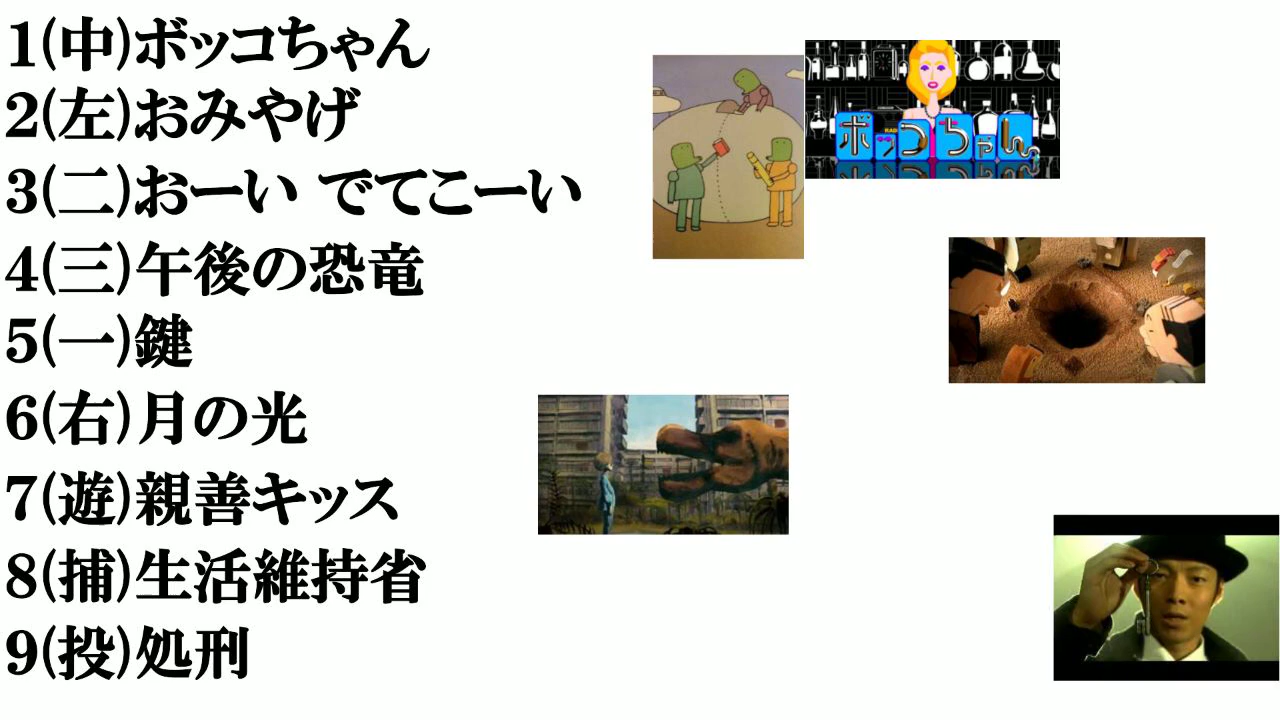 1(中)ボッコちゃん
2(左)おみやげ
3(二)おーい でてこーい
4(三)午後の恐竜
5(一)鍵
6(右)月の光
7(遊)親善キッス
8(捕)生活維持省
9(投)処刑
ボッコちゃん